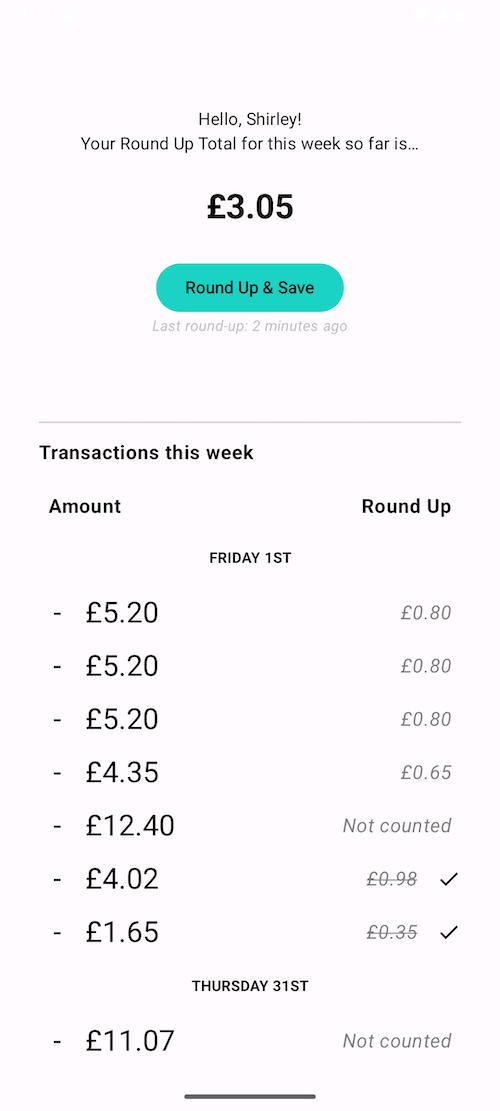 Hello, Shirley!
Your Round Up Total for this week so far is…
£3.05
Round Up & Save
Last round-up: 2 minutes ago
Transactions this week
Amount Round Up
FRIDAY 1ST
- £5.20 £0.80
- £5.20 £0.80
- £5.20 £0.80
- £4.35 £0.65
- £12.40 Not counted
- £4.02 £0.98
- £1.65 £0.35
THURSDAY 31ST
- £11.07 Not counted